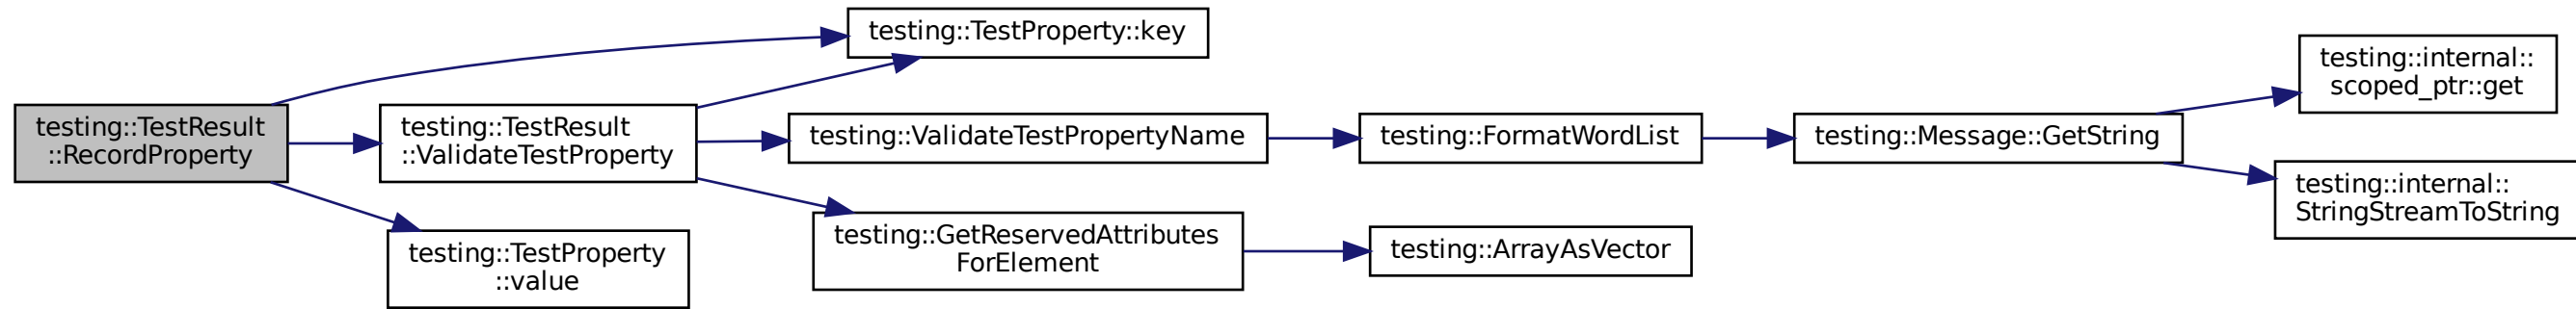 testing::TestResult
::RecordProperty
testing::TestProperty::key
testing::TestResult
::ValidateTestProperty
testing::TestProperty
::value
testing::ValidateTestPropertyName
testing::GetReservedAttributes
ForElement
testing::FormatWordList
testing::ArrayAsVector
testing::Message::GetString
testing::internal::
scoped_ptr::get
testing::internal::
StringStreamToString